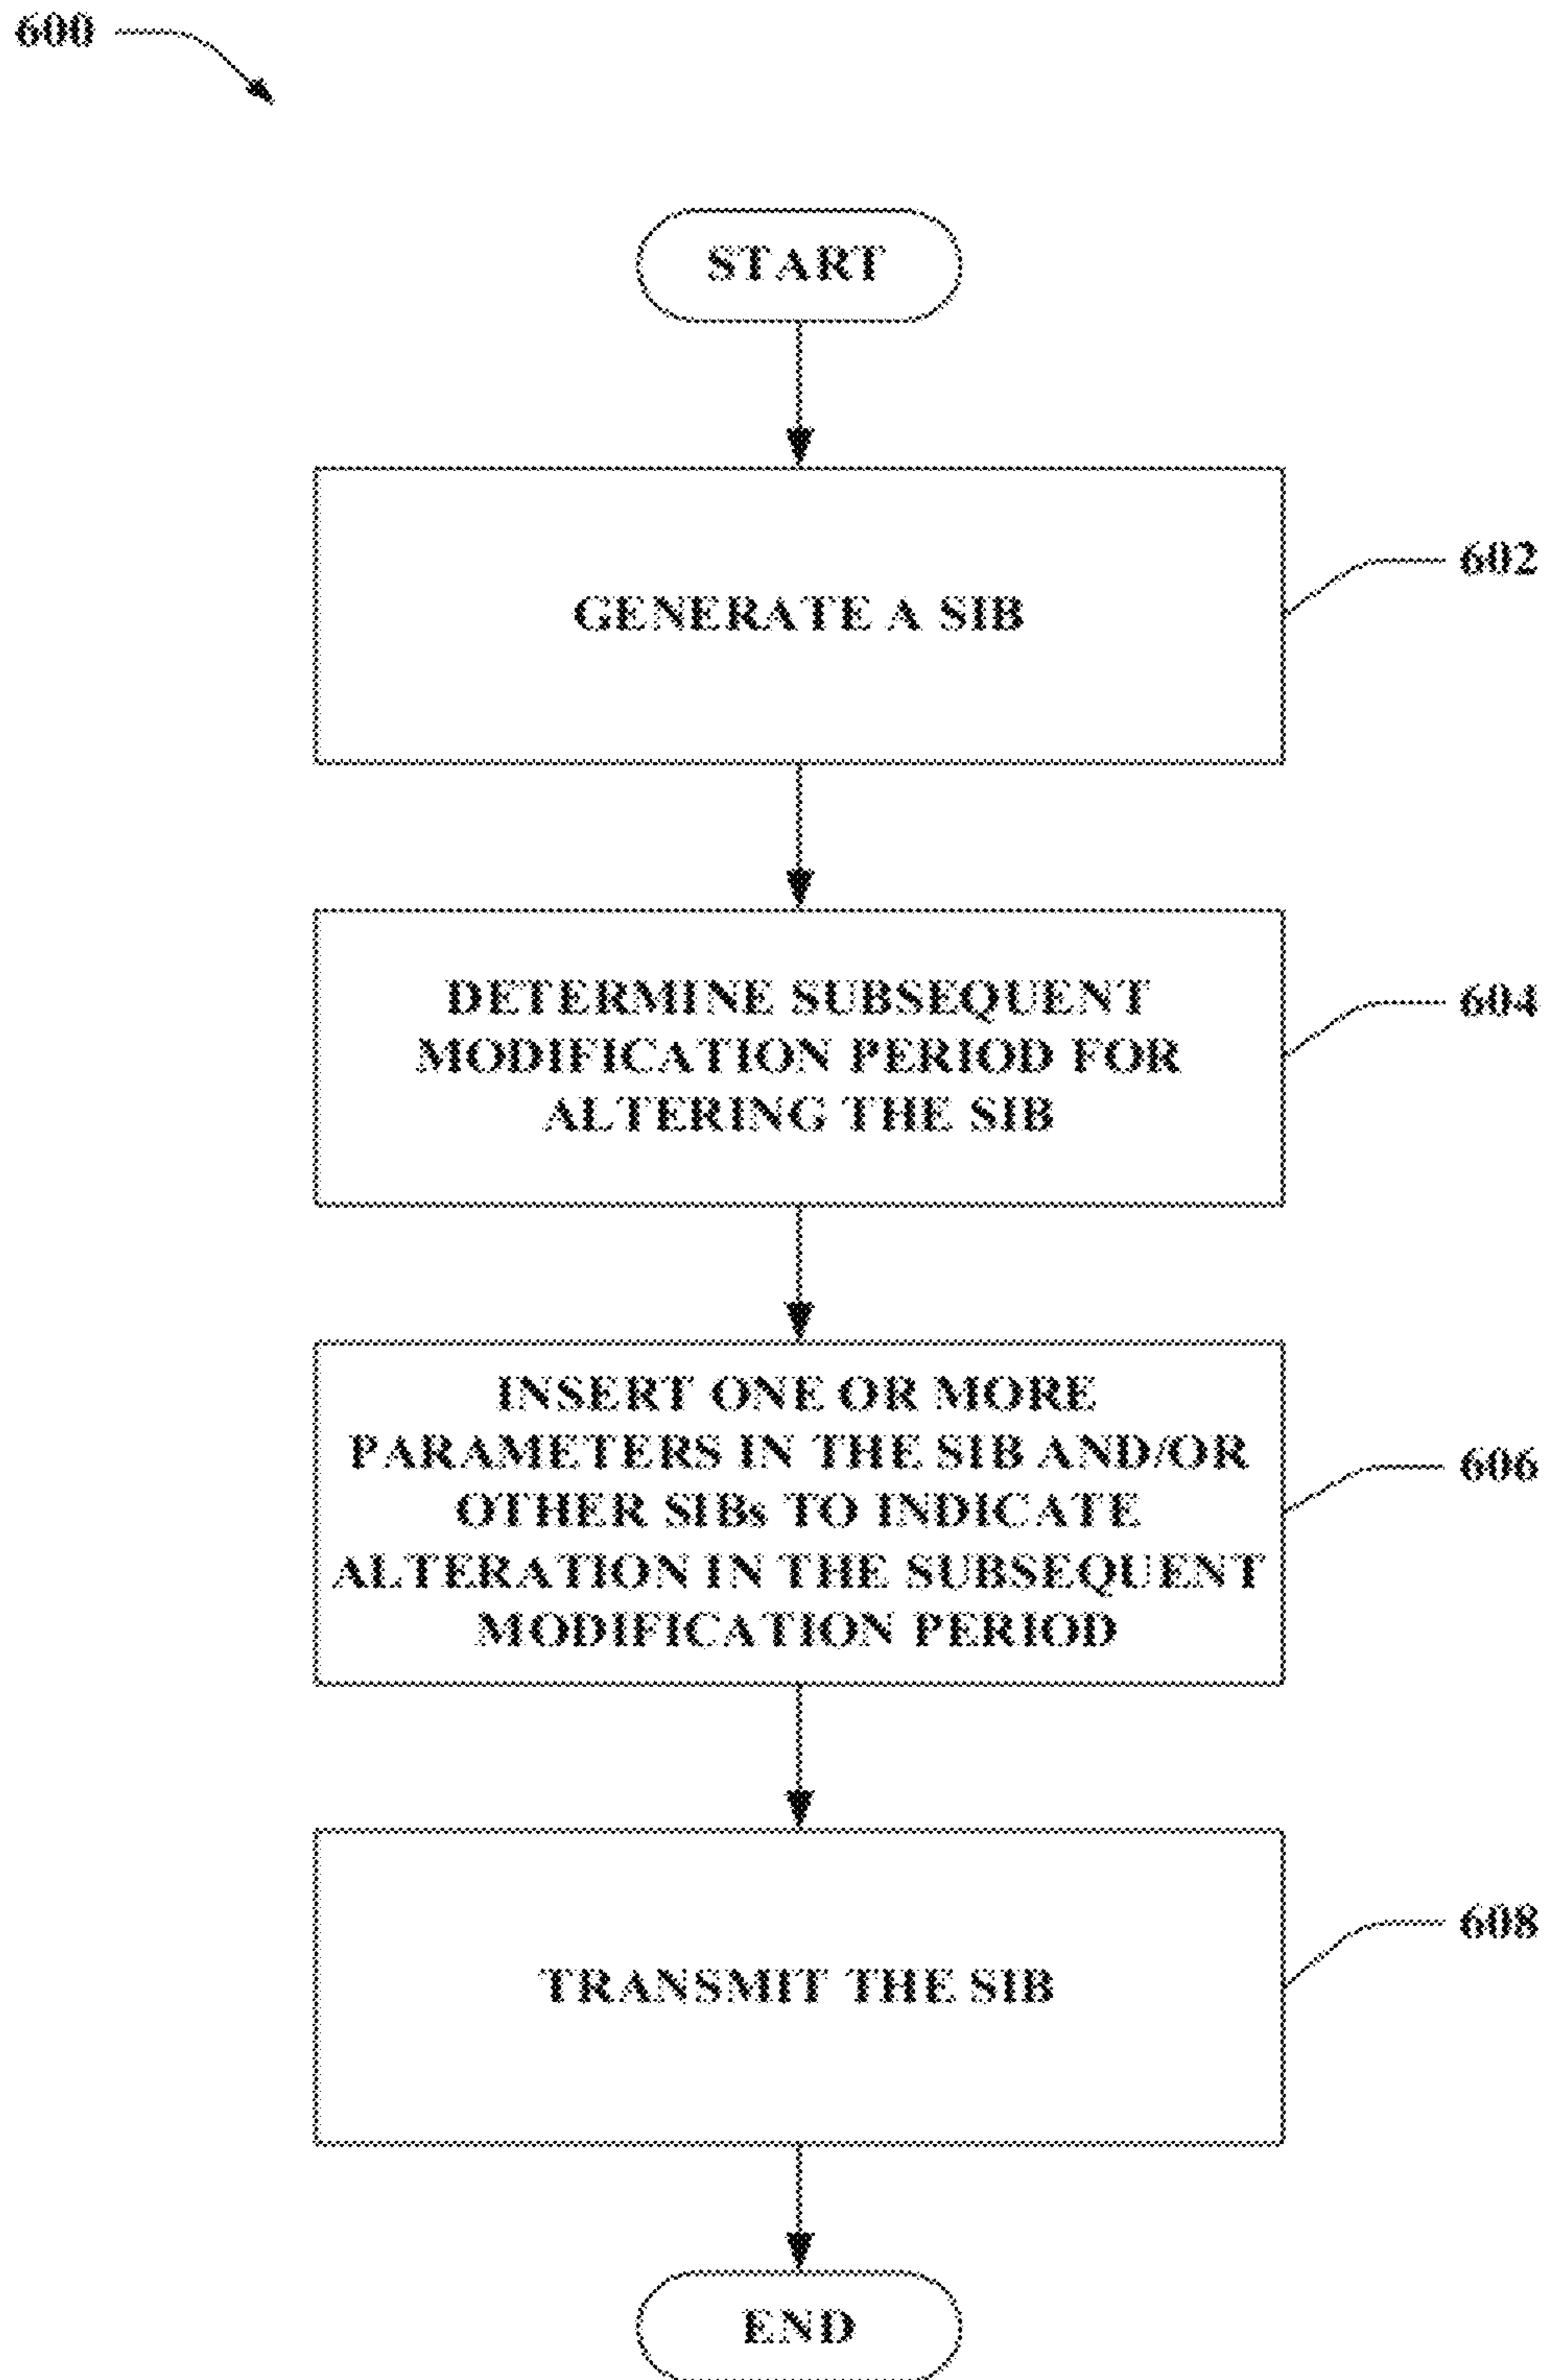 600
START
GENERATE A SIB
602
DETERMINE SUBSEQUENT
MODIFICATION PERIOD FOR
ALTERING THE SIB
604
INSERT ONE OR MORE
PARAMETERS IN THE SIB AND/OR
OTHER SIBs TO INDICATE
ALTERATION IN THE SUBSEQUENT
MODIFICATION PERIOD
606
TRANSMIT THE SIB
608
END